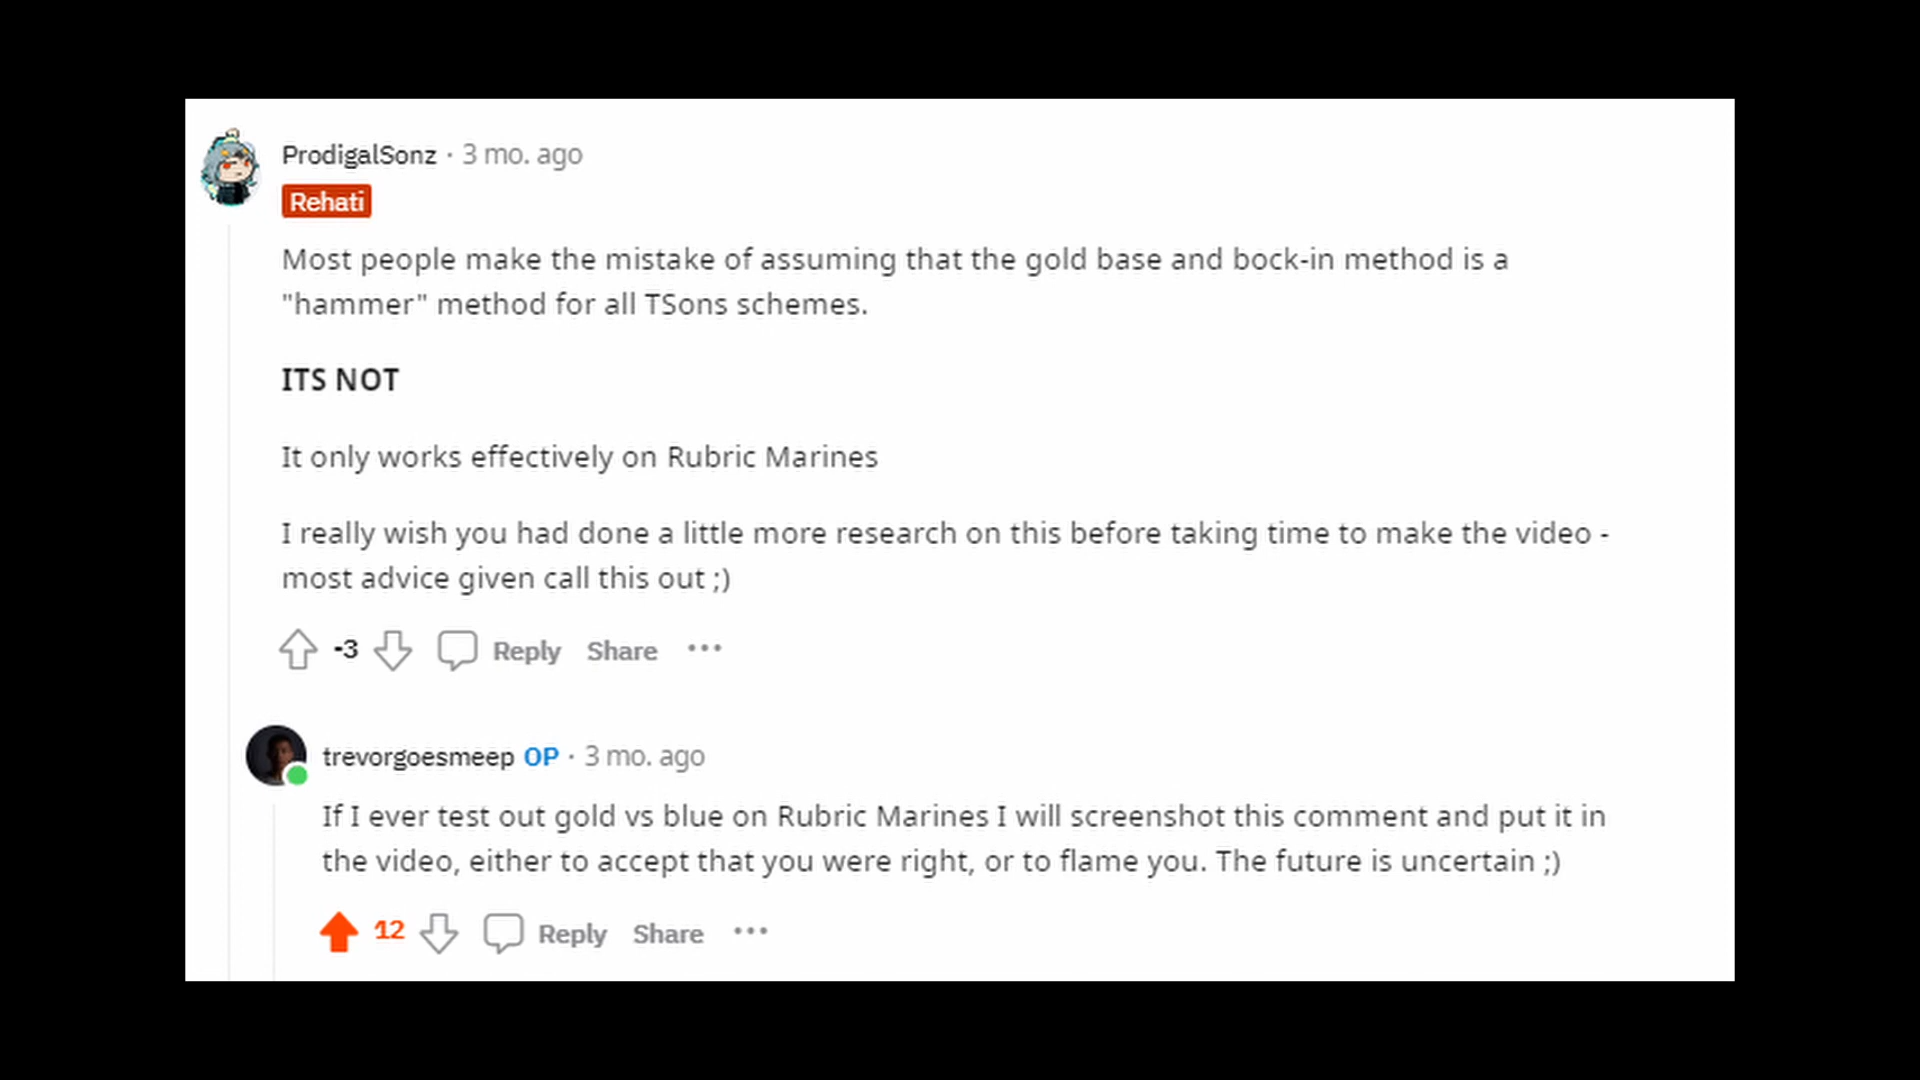 ProdigalSonz · 3 mo. ago
Rehati
Most people make the mistake of assuming that the gold base and bock-in method is a
"hammer" method for all TSons schemes.
ITS NOT
It only works effectively on Rubric Marines
I really wish you had done a little more research on this before taking time to make the video -
most advice given call this out ;)
-3 Reply Share ···
trevorgoesmeep OP · 3 mo. ago
If I ever test out gold vs blue on Rubric Marines I will screenshot this comment and put it in
the video, either to accept that you were right, or to flame you. The future is uncertain ;)
12 Reply Share ···